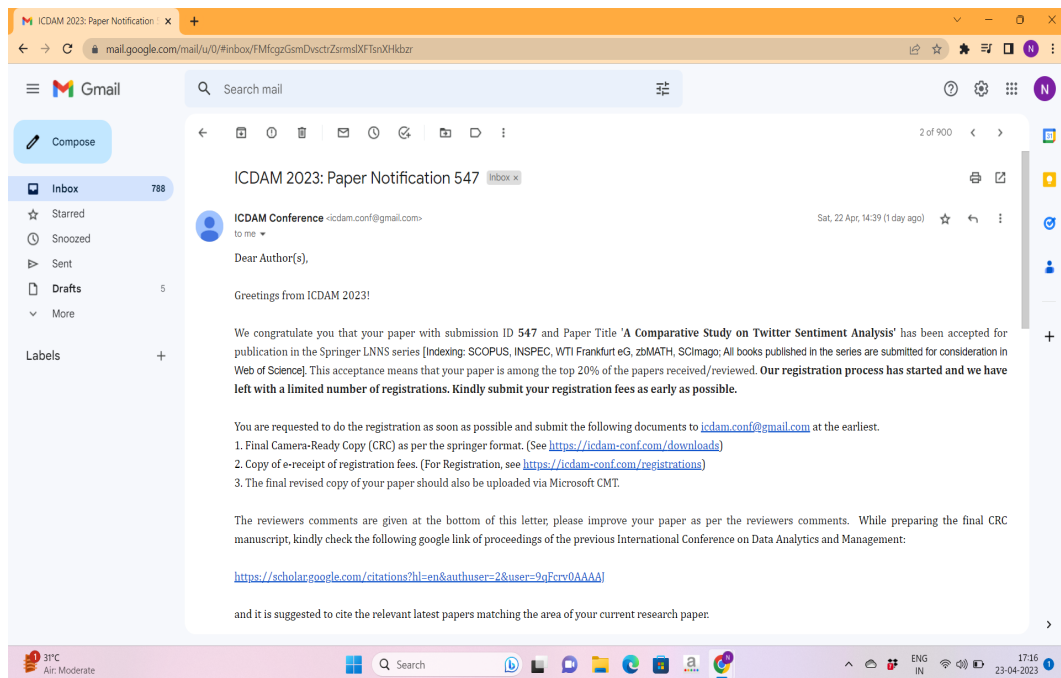 ICDAM 2023: Paper Notification 5
mail.google.com/mail/u/0/#inbox/FMfcgzGsmDvsctrZsrmslXFTsnXHkbzr
N
Gmail
Search mail
N
Compose
2 of 900
31
Inbox 788
Starred
Snoozed
Sent
Drafts 5
More
Labels
ICDAM 2023: Paper Notification 547 Inbox ×
ICDAM Conference <icdam.conf@gmail.com>
Sat, 22 Apr, 14:39 (1 day ago)
to me
Dear Author(s),
Greetings from ICDAM 2023!
We congratulate you that your paper with submission ID 547 and Paper Title 'A Comparative Study on Twitter Sentiment Analysis' has been accepted for
publication in the Springer LNNS series [Indexing: SCOPUS, INSPEC, WTI Frankfurt eG, zbMATH, SCImago; All books published in the series are submitted for consideration in
Web of Science]. This acceptance means that your paper is among the top 20% of the papers received/reviewed. Our registration process has started and we have
left with a limited number of registrations. Kindly submit your registration fees as early as possible.
You are requested to do the registration as soon as possible and submit the following documents to icdam.conf@gmail.com at the earliest.
1. Final Camera-Ready Copy (CRC) as per the springer format. (See https://icdam-conf.com/downloads)
2. Copy of e-receipt of registration fees. (For Registration, see https://icdam-conf.com/registrations)
3. The final revised copy of your paper should also be uploaded via Microsoft CMT.
The reviewers comments are given at the bottom of this letter, please improve your paper as per the reviewers comments. While preparing the final CRC
manuscript, kindly check the following google link of proceedings of the previous International Conference on Data Analytics and Management:
https://scholar.google.com/citations?hl=en&authuser=2&user=9qFcrv0AAAAJ
and it is suggested to cite the relevant latest papers matching the area of your current research paper.
1
31°C
Air: Moderate
Search
b
a
N
ENG
IN
17:16
23-04-2023
1